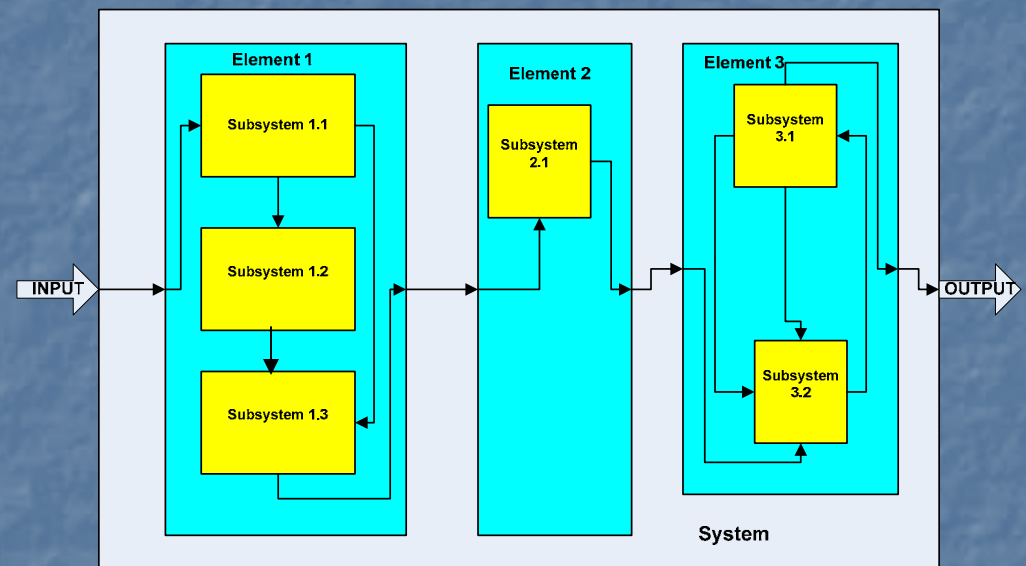 INPUT
Element 1
Subsystem 1.1
Subsystem 1.2
Subsystem 1.3
Element 2
Subsystem
2.1
Element 3
Subsystem
3.1
Subsystem
3.2
System
OUTPUT